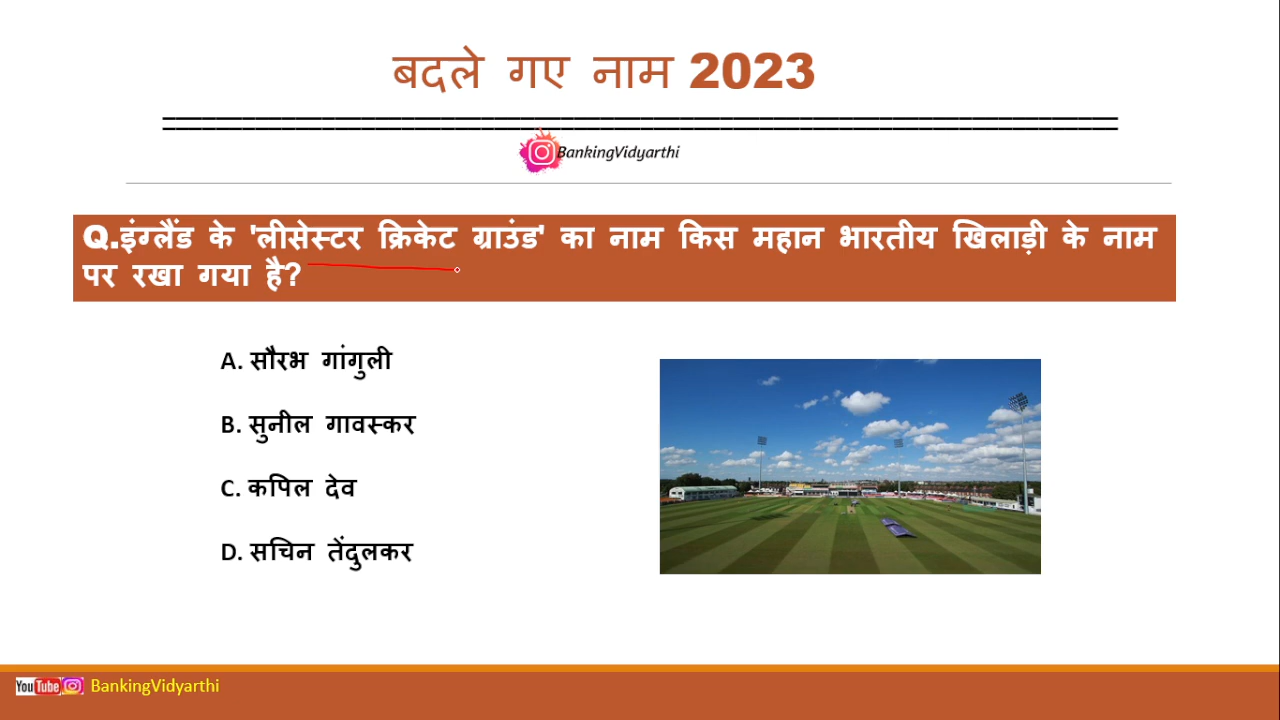 बदले गए नाम 2023
BankingVidyarthi
Q.इंग्लैंड के 'लीसेस्टर क्रिकेट ग्राउंड' का नाम किस महान भारतीय खिलाड़ी के नाम
पर रखा गया है?
A. सौरभ गांगुली
B. सुनील गावस्कर
C. कपिल देव
D. सचिन तेंदुलकर
YouTube BankingVidyarthi